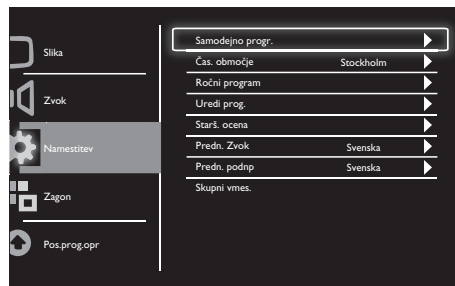 Slika
Zvok
Namestitev
Zagon
Pos.prog.opr
Samodejno progr.
Čas. območje Stockholm
Ročni program
Uredi prog.
Starš. ocena
Predn. Zvok Svenska
Predn. podnp Svenska
Skupni vmes.